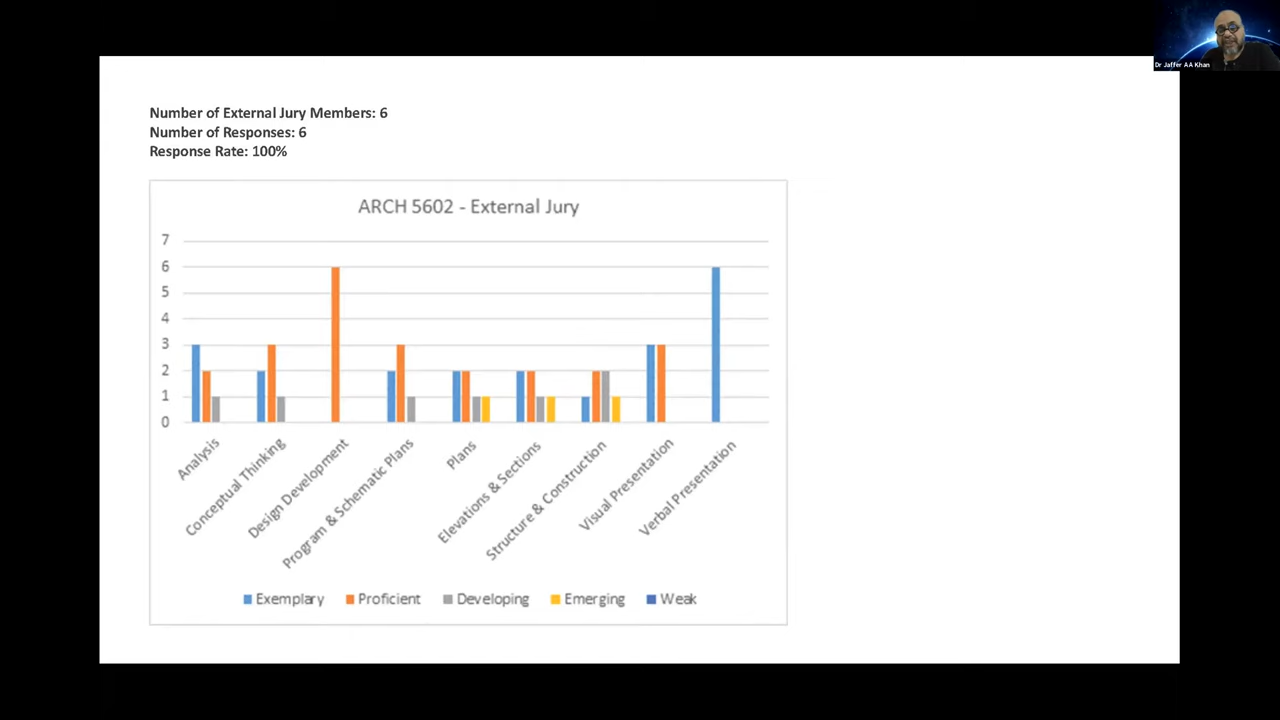 Dr Jaffer AA Khan
Number of External Jury Members: 6
Number of Responses: 6
Response Rate: 100%
ARCH 5602 - External Jury
7
6
5
4
3
2
1
0
Analysis
Conceptual Thinking
Design Development
Program & Schematic Plans
Plans
Elevations & Sections
Structure & Construction
Visual Presentation
Verbal Presentation
Exemplary Proficient Developing Emerging Weak